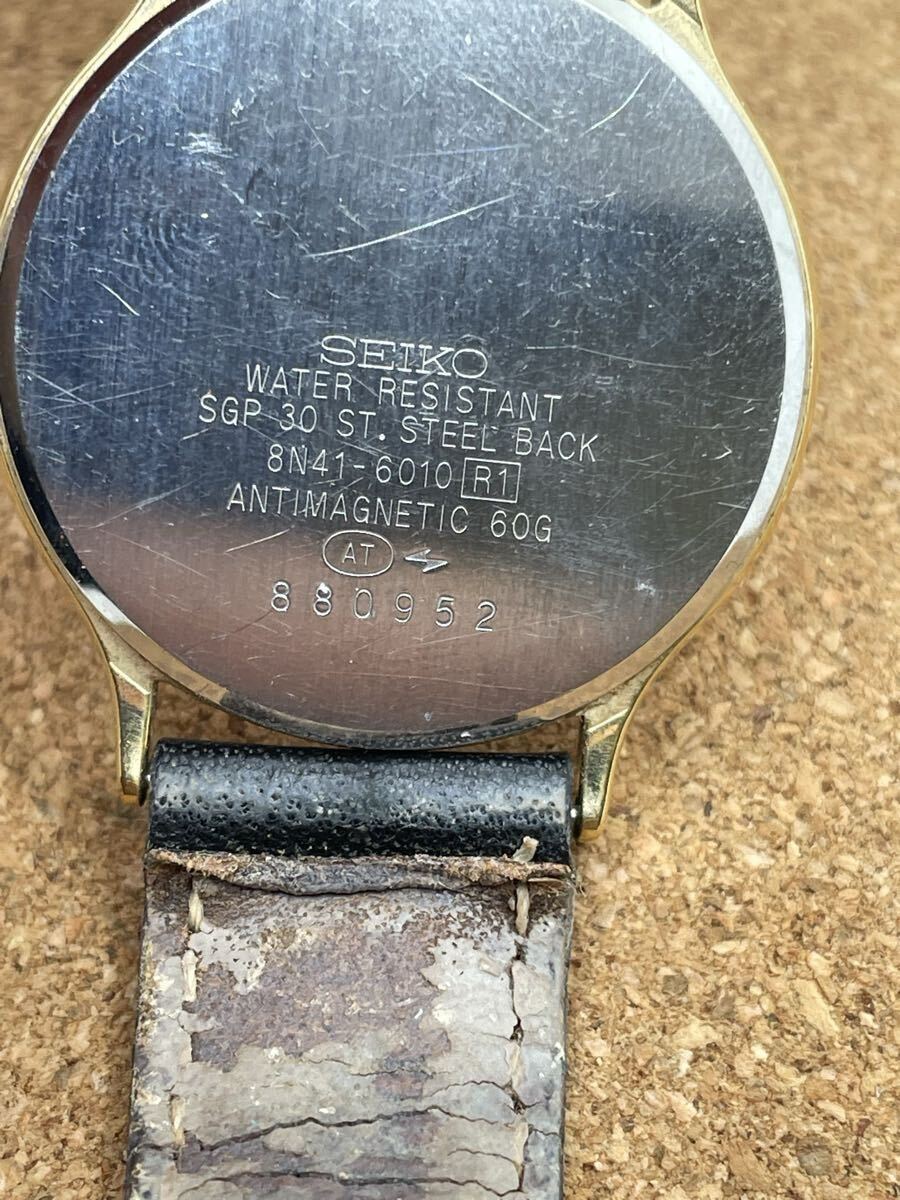 SEIKO
WATER RESISTANT
SGP 30 ST. STEEL BACK
8N41-6010 R1
ANTIMAGNETIC 60G
AT
880952